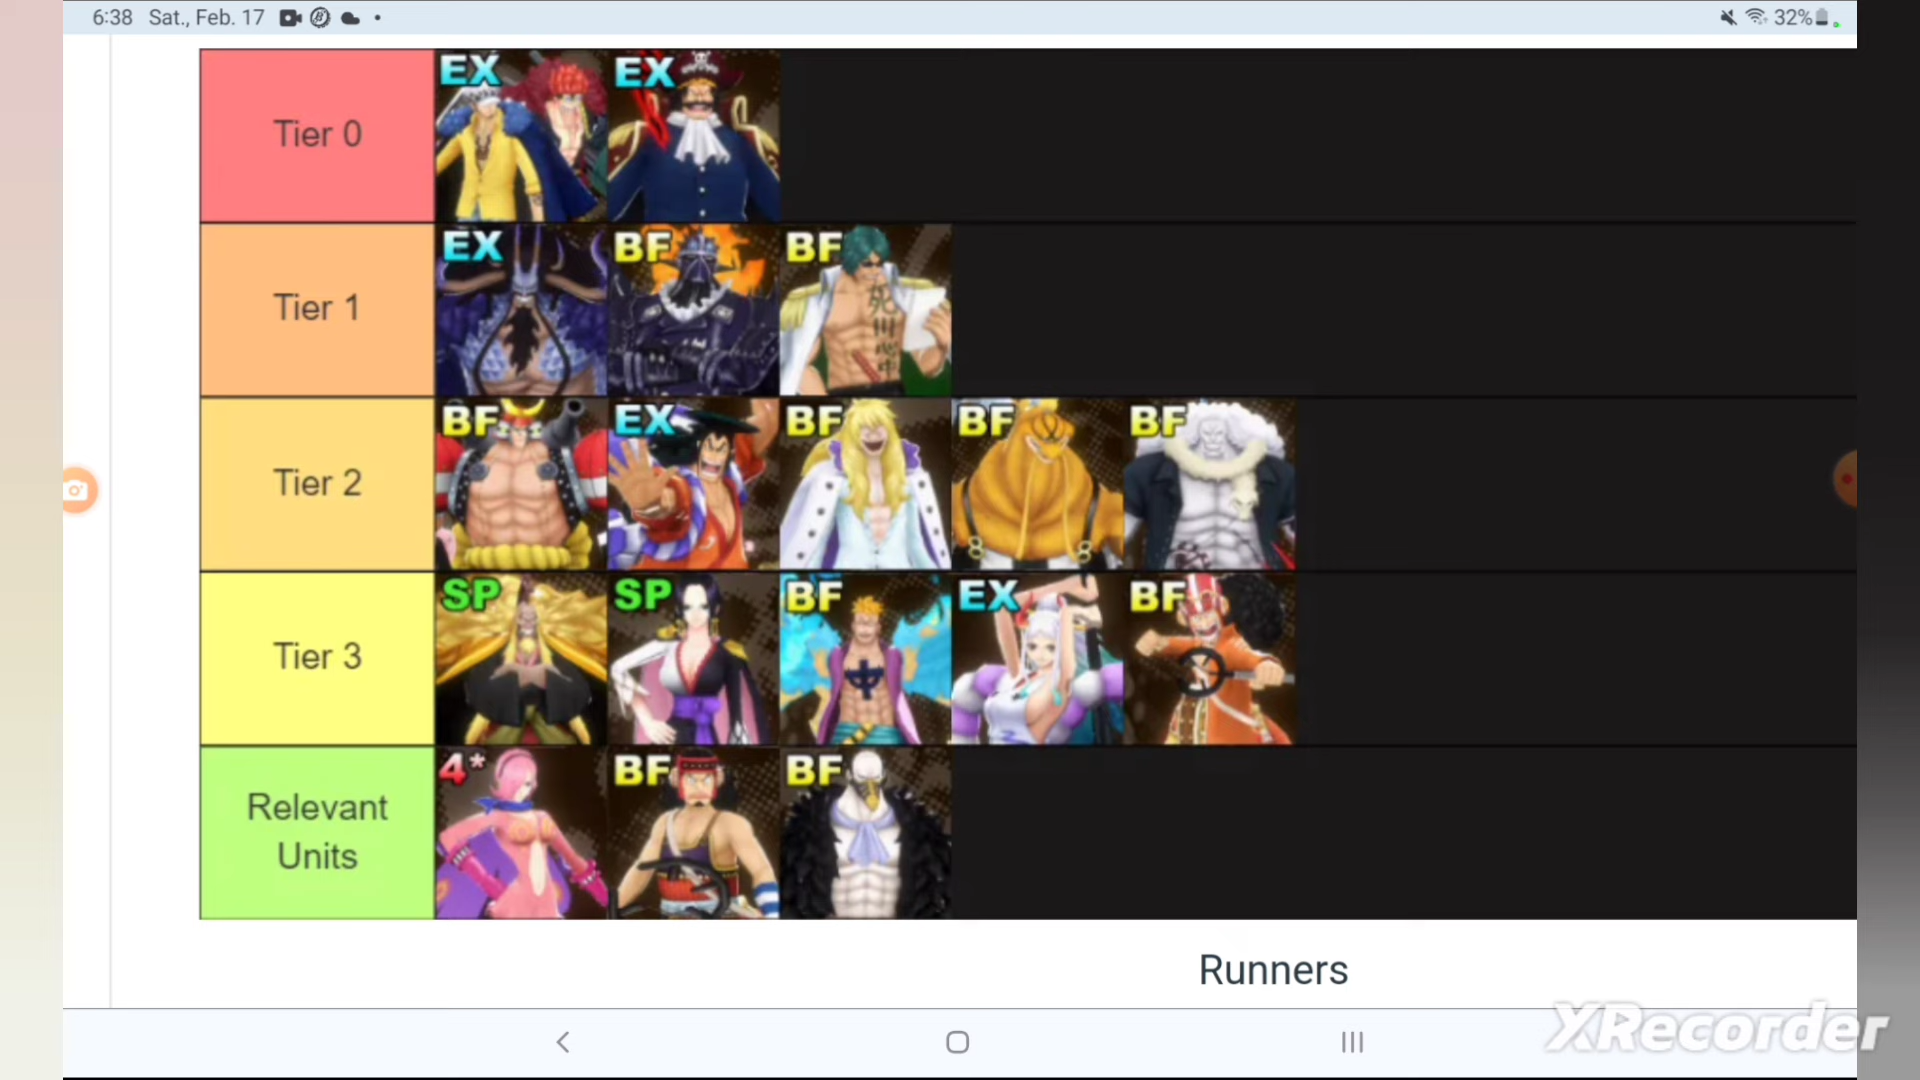 6:38 Sat., Feb. 17
32%
Tier 0
EX EX
Tier 1
EX BF BF
死
Tier 2
BF EX BF BF BF
Tier 3
SP SP BF EX BF
Relevant
Units
4* BF BF
Runners
XRecorder